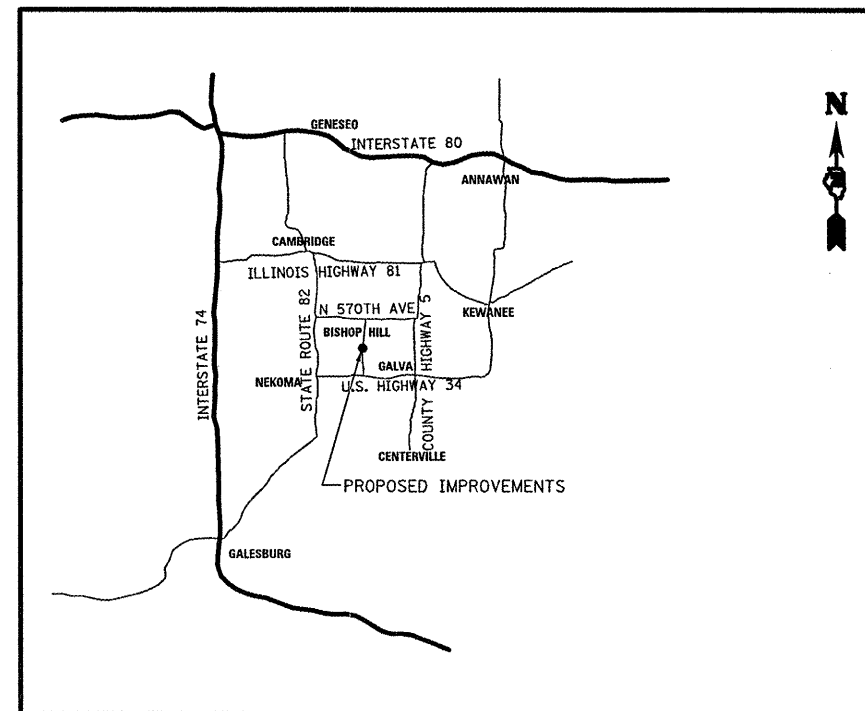 N
GENESEO
INTERSTATE 80
ANNAWAN
CAMBRIDGE
ILLINOIS HIGHWAY 81
INTERSTATE 74
STATE ROUTE 82
N 570TH AVE
COUNTY HIGHWAY 5
KEWANEE
BISHOP HILL
GALVA
NEKOMA
U.S. HIGHWAY 34
CENTERVILLE
PROPOSED IMPROVEMENTS
GALESBURG